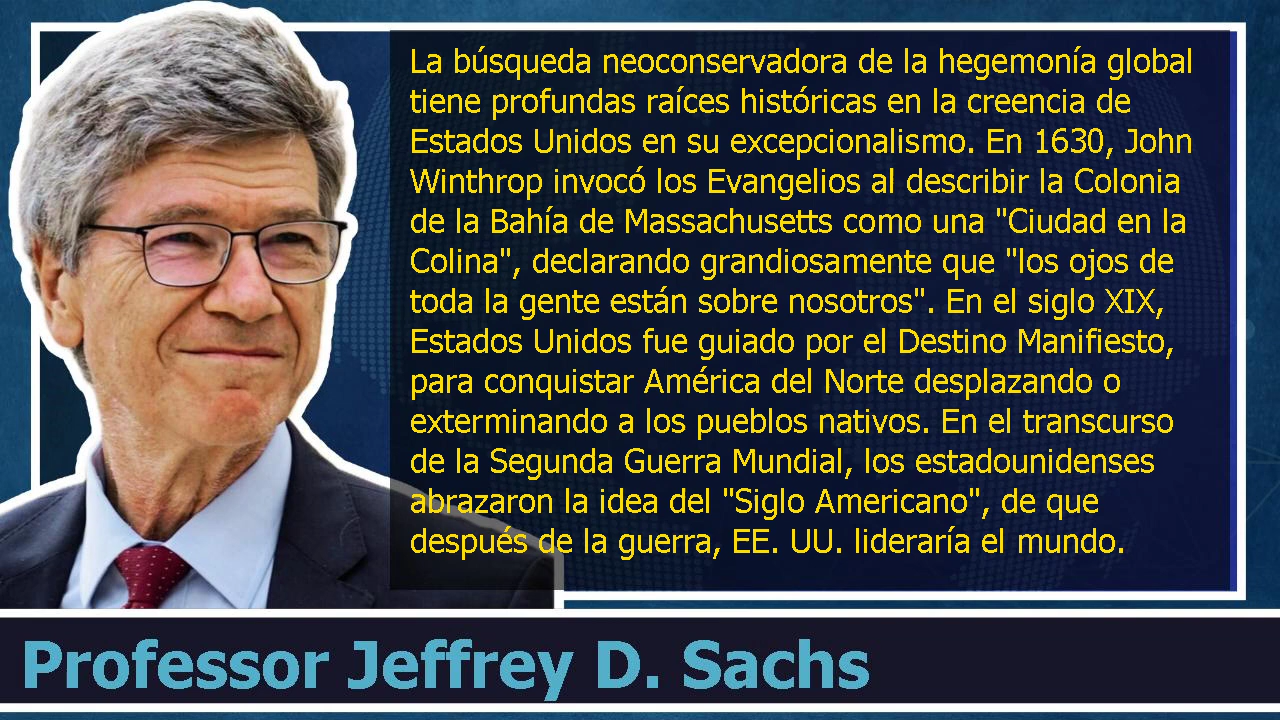 La búsqueda neoconservadora de la hegemonía global
tiene profundas raíces históricas en la creencia de
Estados Unidos en su excepcionalismo. En 1630, John
Winthrop invocó los Evangelios al describir la Colonia
de la Bahía de Massachusetts como una "Ciudad en la
Colina", declarando grandiosamente que "los ojos de
toda la gente están sobre nosotros". En el siglo XIX,
Estados Unidos fue guiado por el Destino Manifiesto,
para conquistar América del Norte desplazando o
exterminando a los pueblos nativos. En el transcurso
de la Segunda Guerra Mundial, los estadounidenses
abrazaron la idea del "Siglo Americano", de que
después de la guerra, EE. UU. lideraría el mundo.
Professor Jeffrey D. Sachs